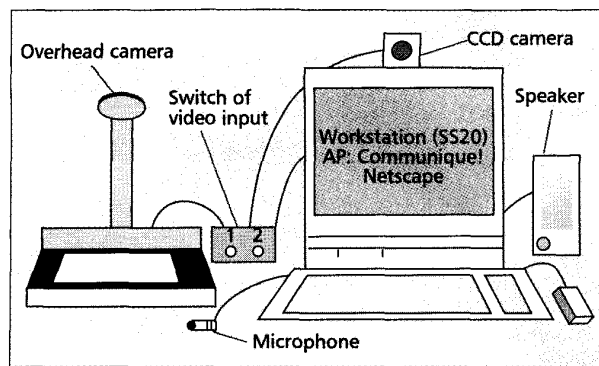 Overhead camera
Switch of
video input
CCD camera
Speaker
Workstation (SS20)
AP: Communique!
Netscape
1 2
Microphone